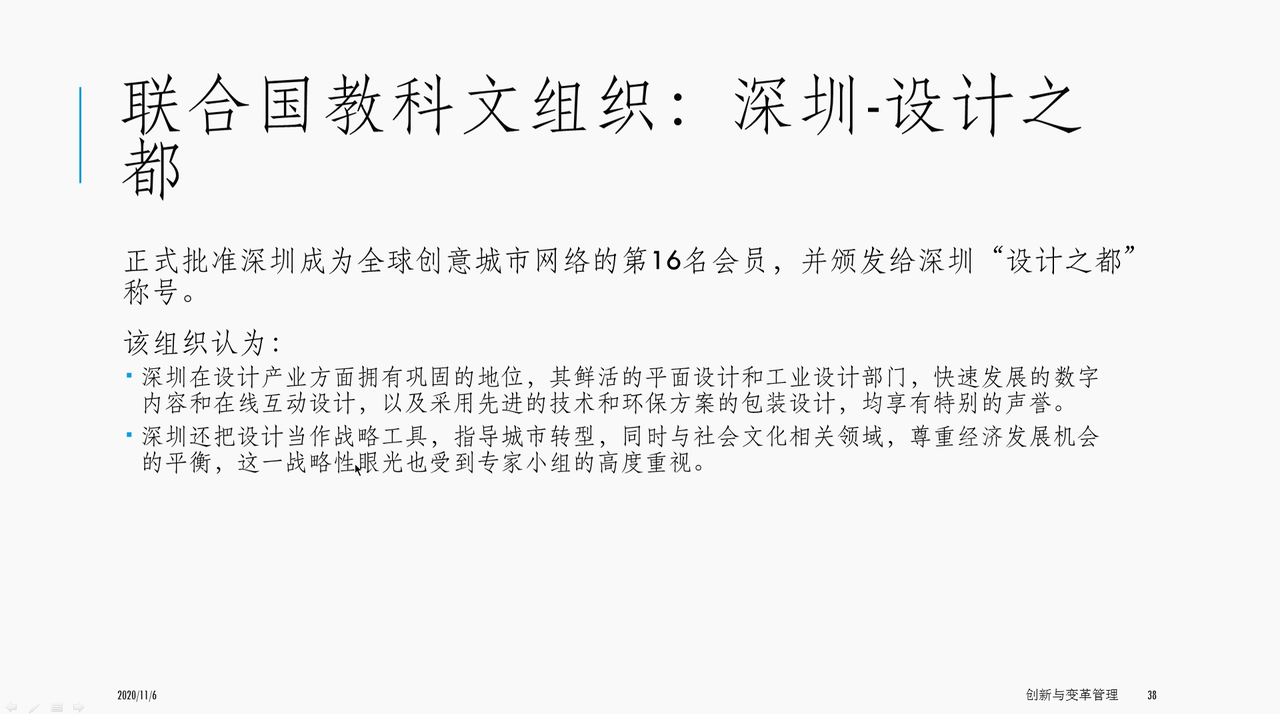 联合国教科文组织：深圳-设计之
都
正式批准深圳成为全球创意城市网络的第16名会员，并颁发给深圳“设计之都”
称号。
该组织认为：
▪ 深圳在设计产业方面拥有巩固的地位，其鲜活的平面设计和工业设计部门，快速发展的数字
内容和在线互动设计，以及采用先进的技术和环保方案的包装设计，均享有特别的声誉。
▪ 深圳还把设计当作战略工具，指导城市转型，同时与社会文化相关领域，尊重经济发展机会
的平衡，这一战略性眼光也受到专家小组的高度重视。
2020/11/6 创新与变革管理 38